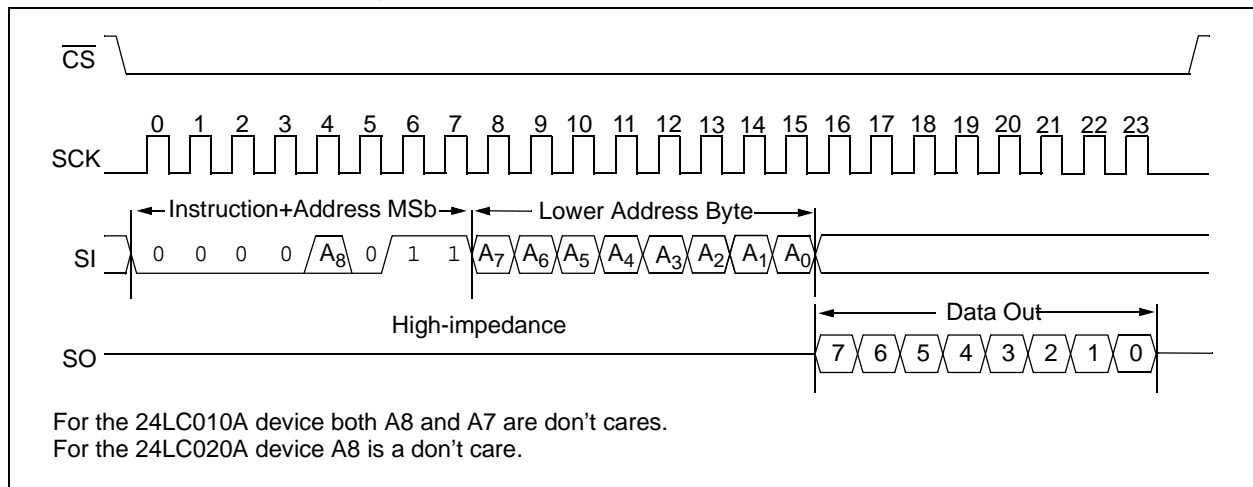 CS
0 1 2 3 4 5 6 7 8 9 10 11 12 13 14 15 16 17 18 19 20 21 22 23
SCK
Instruction+Address MSb Lower Address Byte
SI 0 0 0 0 A8 0 1 1 A7 A6 A5 A4 A3 A2 A1 A0
High-impedance Data Out
SO 7 6 5 4 3 2 1 0
For the 24LC010A device both A8 and A7 are don't cares.
For the 24LC020A device A8 is a don't care.